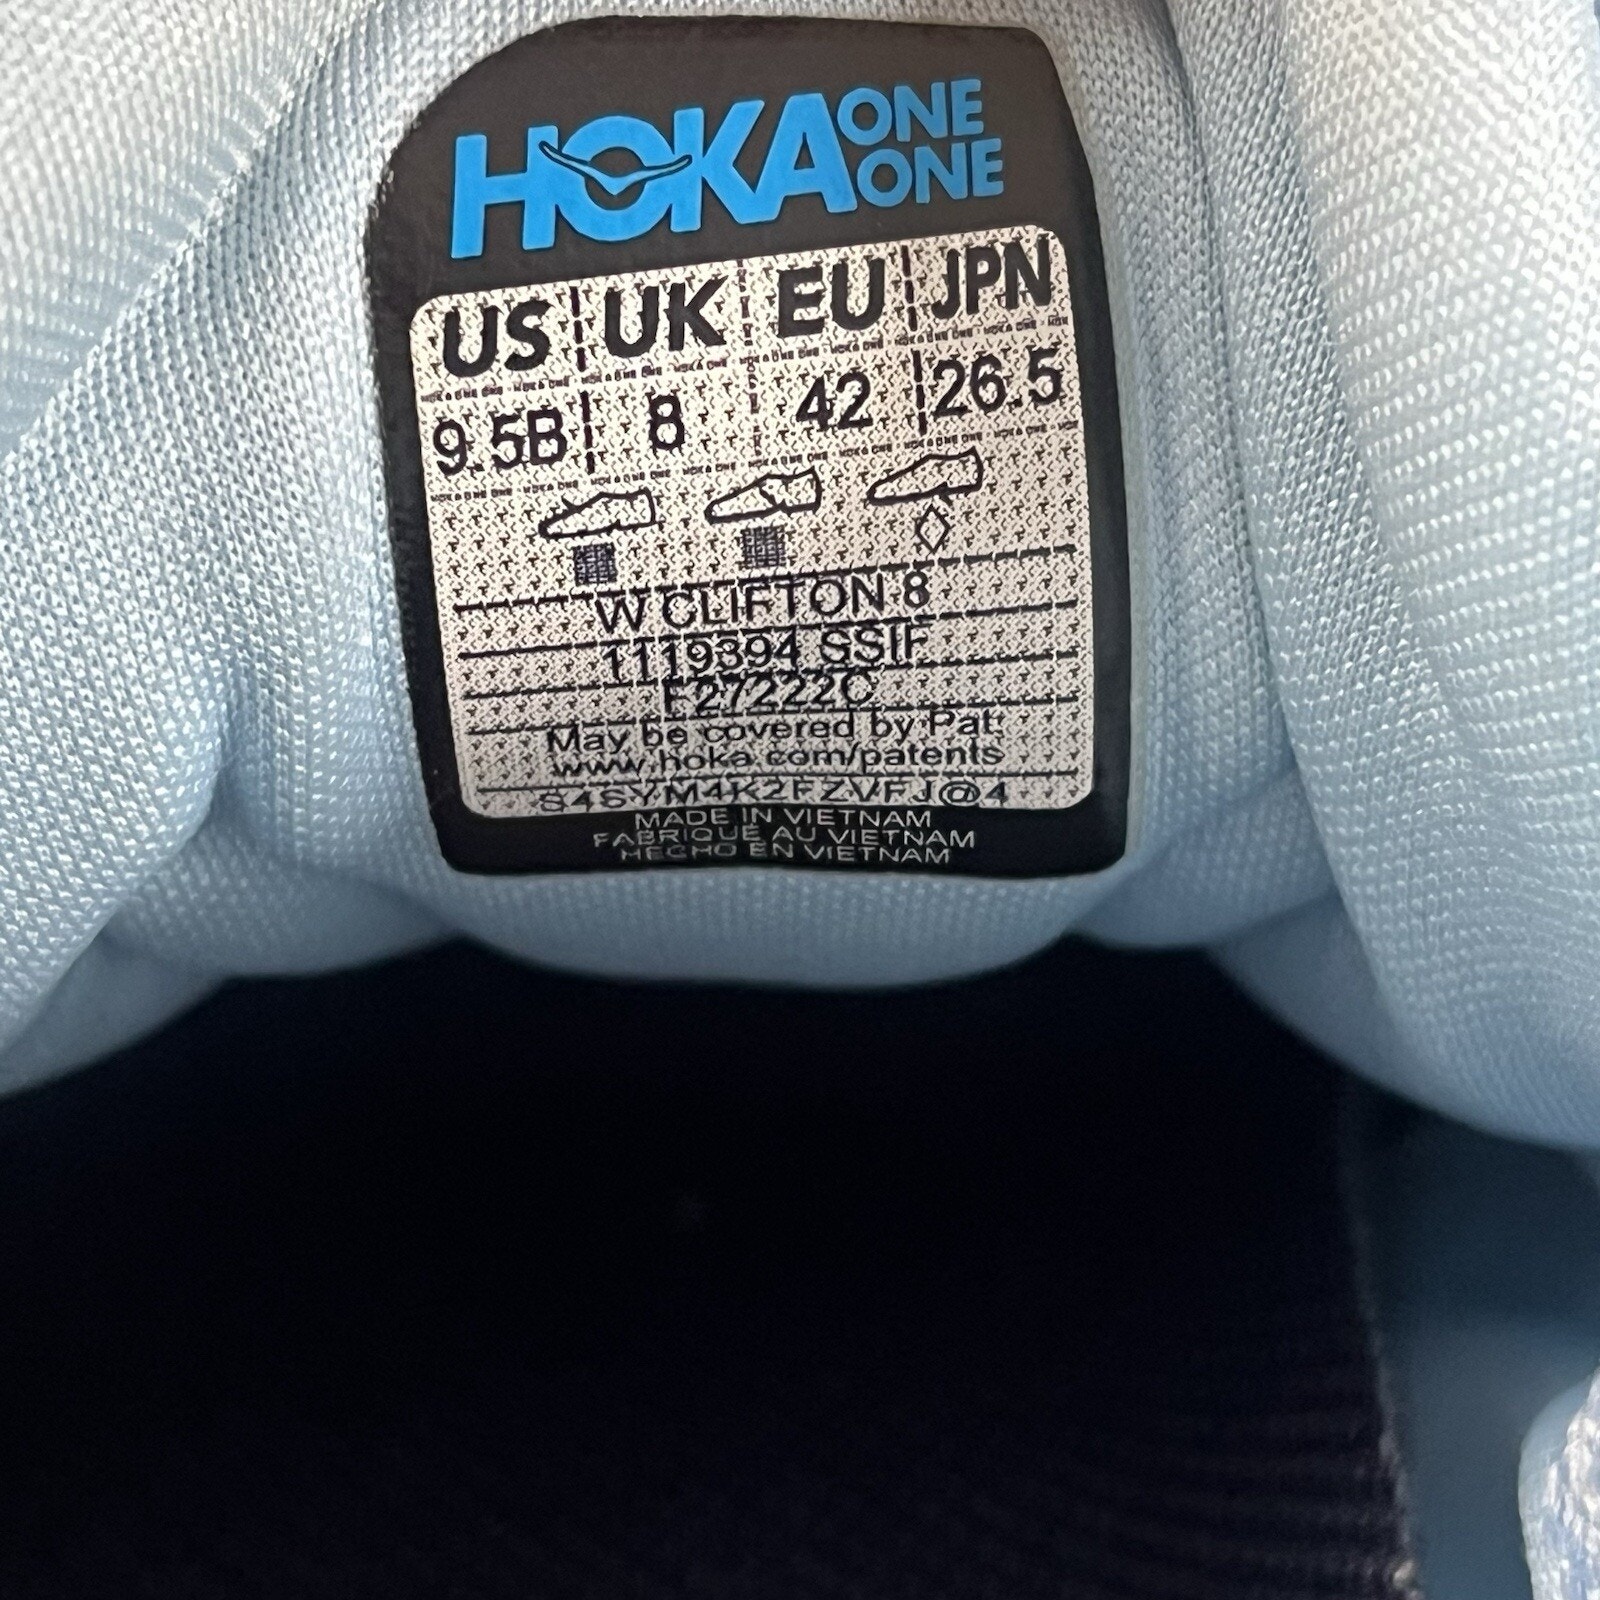 HOKA ONE ONE
US UK EU JPN
9.5B 8 42 26.5
W CLIFTON 8
1119394 SSIF
F27222C
May be covered by Pat:
www.hoka.com/patents
S4SYM4K2FZVFJ@4
MADE IN VIETNAM
FABRIQUÉ AU VIETNAM
HECHO EN VIETNAM